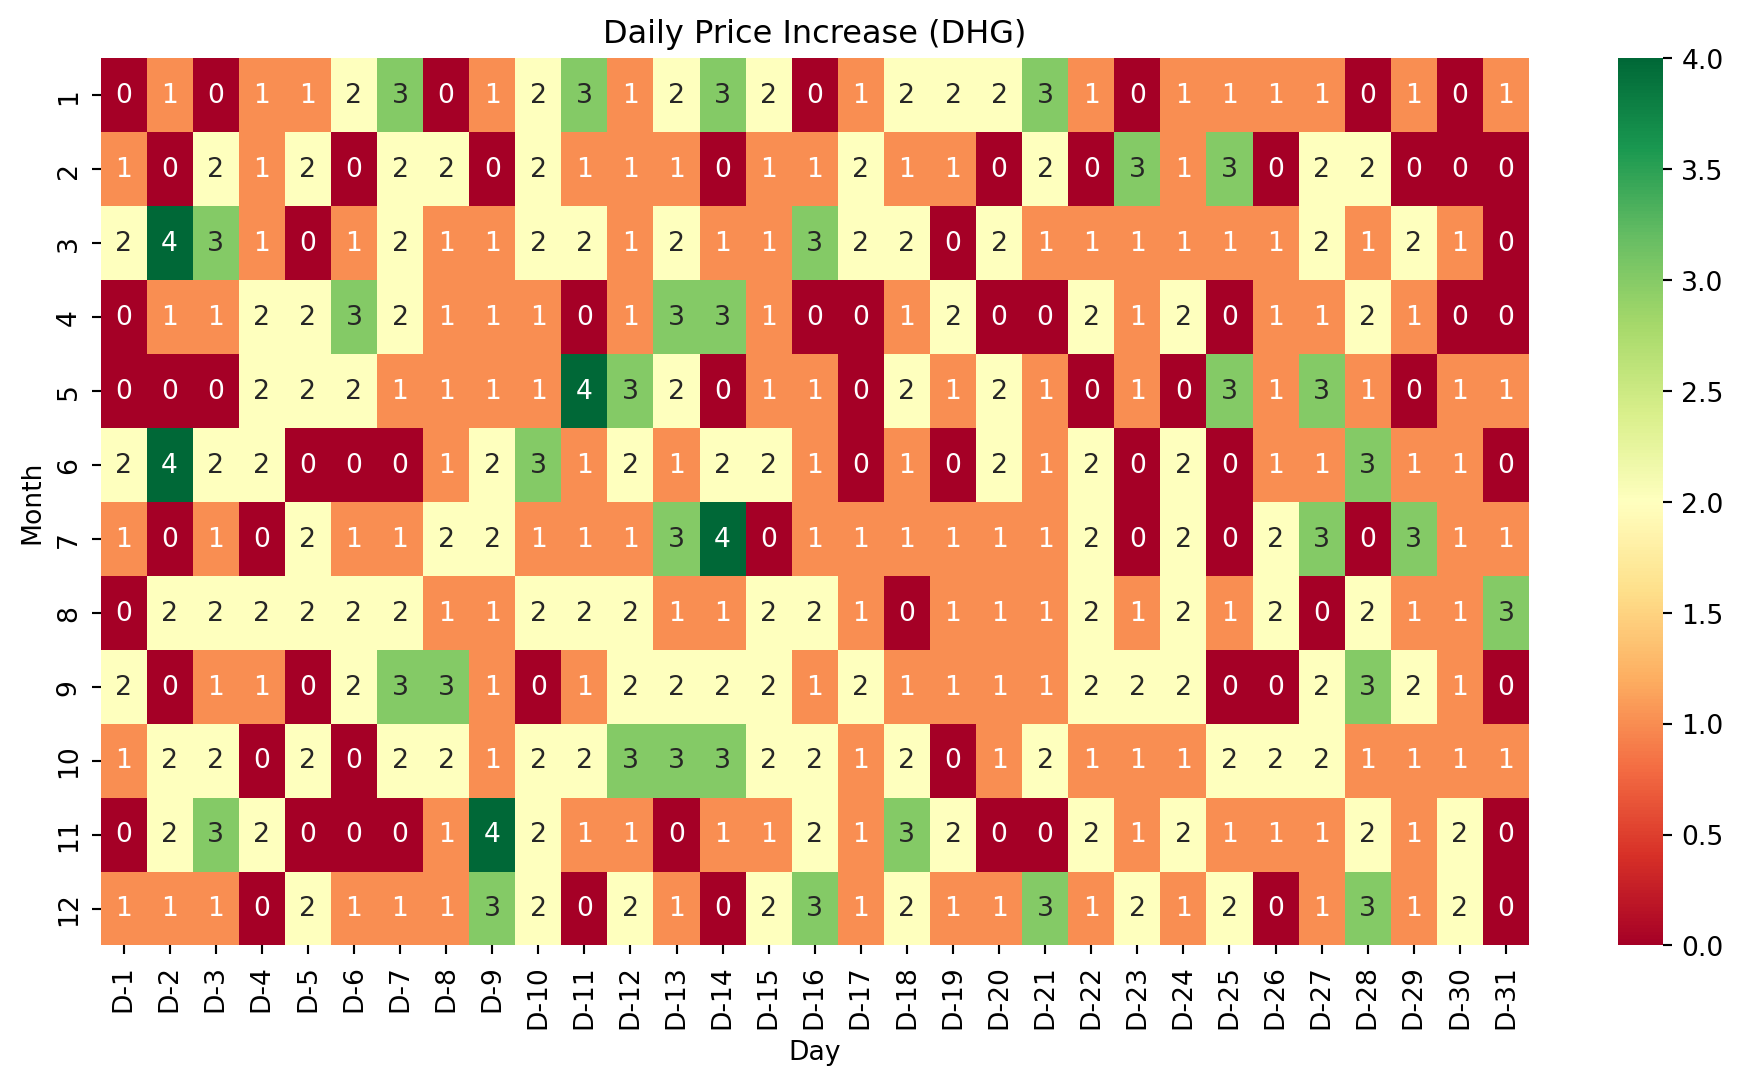 Daily Price Increase (DHG)
1 0 1 0 1 1 2 3 0 1 2 3 1 2 3 2 0 1 2 2 2 3 1 0 1 1 1 1 0 1 0 1
2 1 0 2 1 2 0 2 2 0 2 1 1 1 0 1 1 2 1 1 0 2 0 3 1 3 0 2 2 0 0 0
3 2 4 3 1 0 1 2 1 1 2 2 1 2 1 1 3 2 2 0 2 1 1 1 1 1 1 2 1 2 1 0
4 0 1 1 2 2 3 2 1 1 1 0 1 3 3 1 0 0 1 2 0 0 2 1 2 0 1 1 2 1 0 0
5 0 0 0 2 2 2 1 1 1 1 4 3 2 0 1 1 0 2 1 2 1 0 1 0 3 1 3 1 0 1 1
6 2 4 2 2 0 0 0 1 2 3 1 2 1 2 2 1 0 1 0 2 1 2 0 2 0 1 1 3 1 1 0
7 1 0 1 0 2 1 1 2 2 1 1 1 3 4 0 1 1 1 1 1 1 2 0 2 0 2 3 0 3 1 1
8 0 2 2 2 2 2 2 1 1 2 2 2 1 1 2 2 1 0 1 1 1 2 1 2 1 2 0 2 1 1 3
9 2 0 1 1 0 2 3 3 1 0 1 2 2 2 2 1 2 1 1 1 1 2 2 2 0 0 2 3 2 1 0
10 1 2 2 0 2 0 2 2 1 2 2 3 3 3 2 2 1 2 0 1 2 1 1 1 2 2 2 1 1 1 1
11 0 2 3 2 0 0 0 1 4 2 1 1 0 1 1 2 1 3 2 0 0 2 1 2 1 1 1 2 1 2 0
12 1 1 1 0 2 1 1 1 3 2 0 2 1 0 2 3 1 2 1 1 3 1 2 1 2 0 1 3 1 2 0
Month
D-1 D-2 D-3 D-4 D-5 D-6 D-7 D-8 D-9 D-10 D-11 D-12 D-13 D-14 D-15 D-16 D-17 D-18 D-19 D-20 D-21 D-22 D-23 D-24 D-25 D-26 D-27 D-28 D-29 D-30 D-31
Day
4.0
3.5
3.0
2.5
2.0
1.5
1.0
0.5
0.0